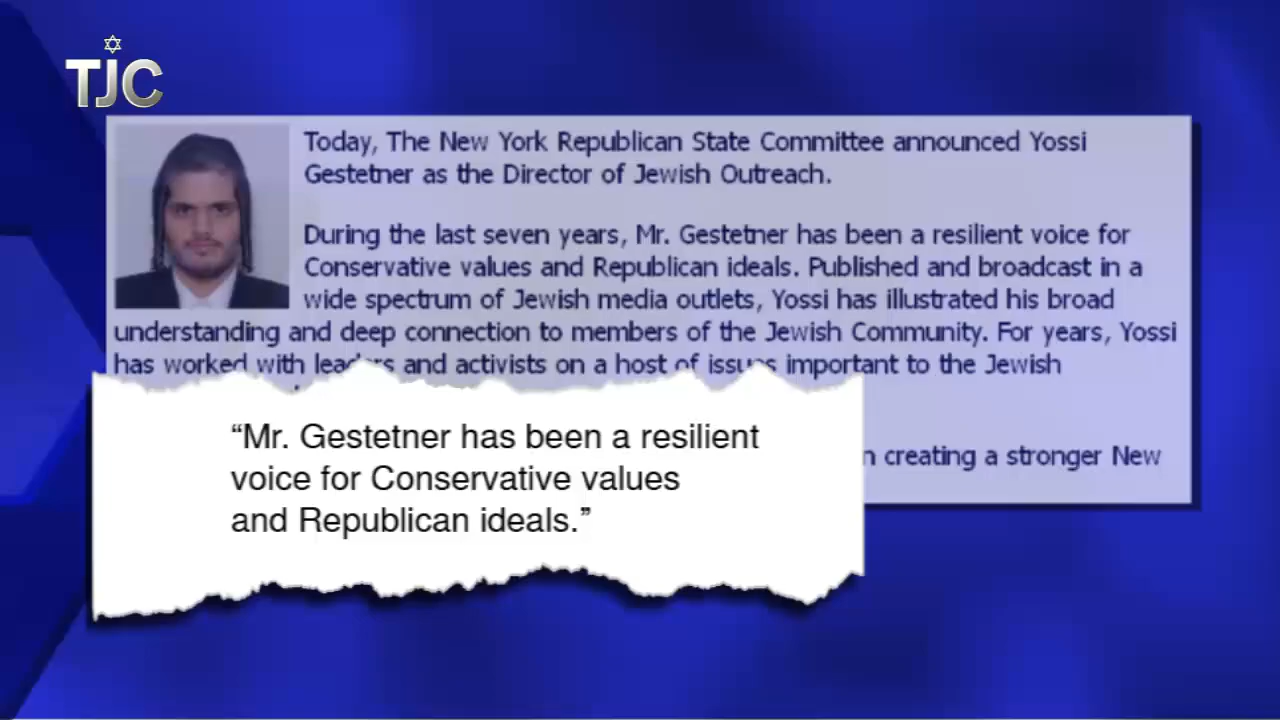 TJC
Today, The New York Republican State Committee announced Yossi
Gestetner as the Director of Jewish Outreach.
During the last seven years, Mr. Gestetner has been a resilient voice for
Conservative values and Republican ideals. Published and broadcast in a
wide spectrum of Jewish media outlets, Yossi has illustrated his broad
understanding and deep connection to members of the Jewish Community. For years, Yossi
has worked with leaders and activists on a host of issues important to the Jewish
creating a stronger New
“Mr. Gestetner has been a resilient
voice for Conservative values
and Republican ideals.”